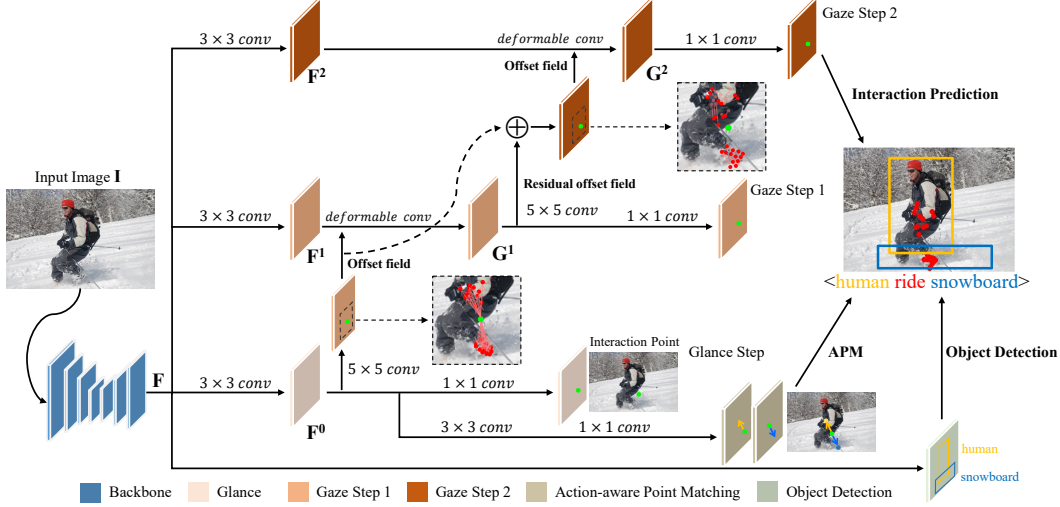 Gaze Step 2
3 × 3 conv
deformable conv
1 × 1 conv
F²
Offset field
G²
Interaction Prediction
Input Image I
Residual offset field
Gaze Step 1
3 × 3 conv
deformable conv
5 × 5 conv
1 × 1 conv
F¹
Offset field
G¹
<human ride snowboard>
Interaction Point
Glance Step
APM
Object Detection
F
5 × 5 conv
3 × 3 conv
1 × 1 conv
F⁰
3 × 3 conv
1 × 1 conv
human
snowboard
Backbone
Glance
Gaze Step 1
Gaze Step 2
Action-aware Point Matching
Object Detection